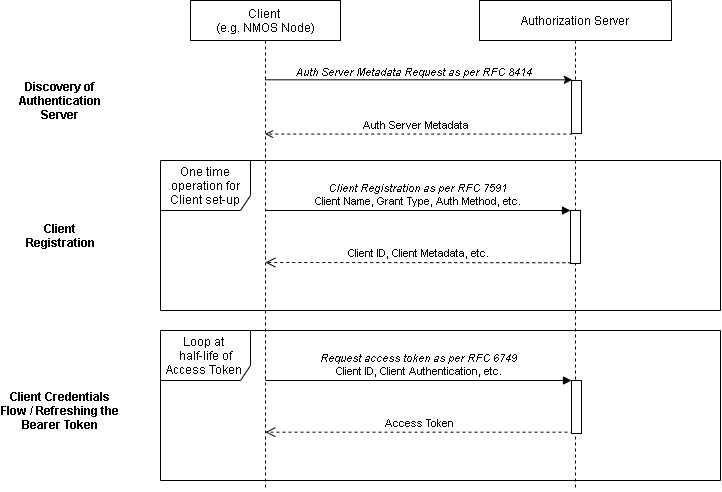 Client
(e.g. NMOS Node)
Authorization Server
Discovery of
Authentication
Server
Auth Server Metadata Request as per RFC 8414
Auth Server Metadata
One time
operation for
Client set-up
Client Registration as per RFC 7591
Client Name, Grant Type, Auth Method, etc.
Client
Registration
Client ID, Client Metadata, etc.
Loop at
half-life of
Access Token
Request access token as per RFC 6749
Client ID, Client Authentication, etc.
Client Credentials
Flow / Refreshing the
Bearer Token
Access Token